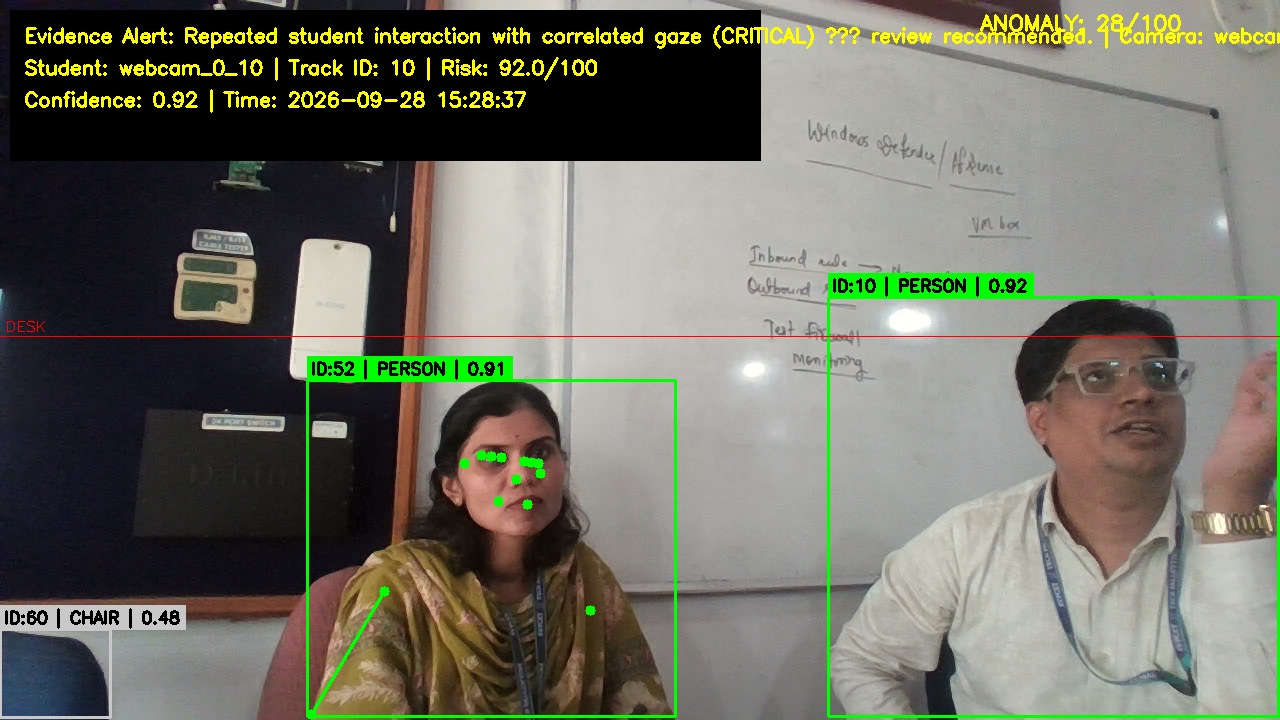 Evidence Alert: Repeated student interaction with correlated gaze (CRITICAL) ??? review recommended. | Camera: webcam
ANOMALY: 28/100
Student: webcam_0_10 | Track ID: 10 | Risk: 92.0/100
Confidence: 0.92 | Time: 2026-09-28 15:28:37
Windows Defender /
VM box
Inbound rule →
Outbound
ID:10 | PERSON | 0.92
DESK
Test firewall
monitoring
ID:52 | PERSON | 0.91
24 PORT SWITCH
D-Link
ID:60 | CHAIR | 0.48